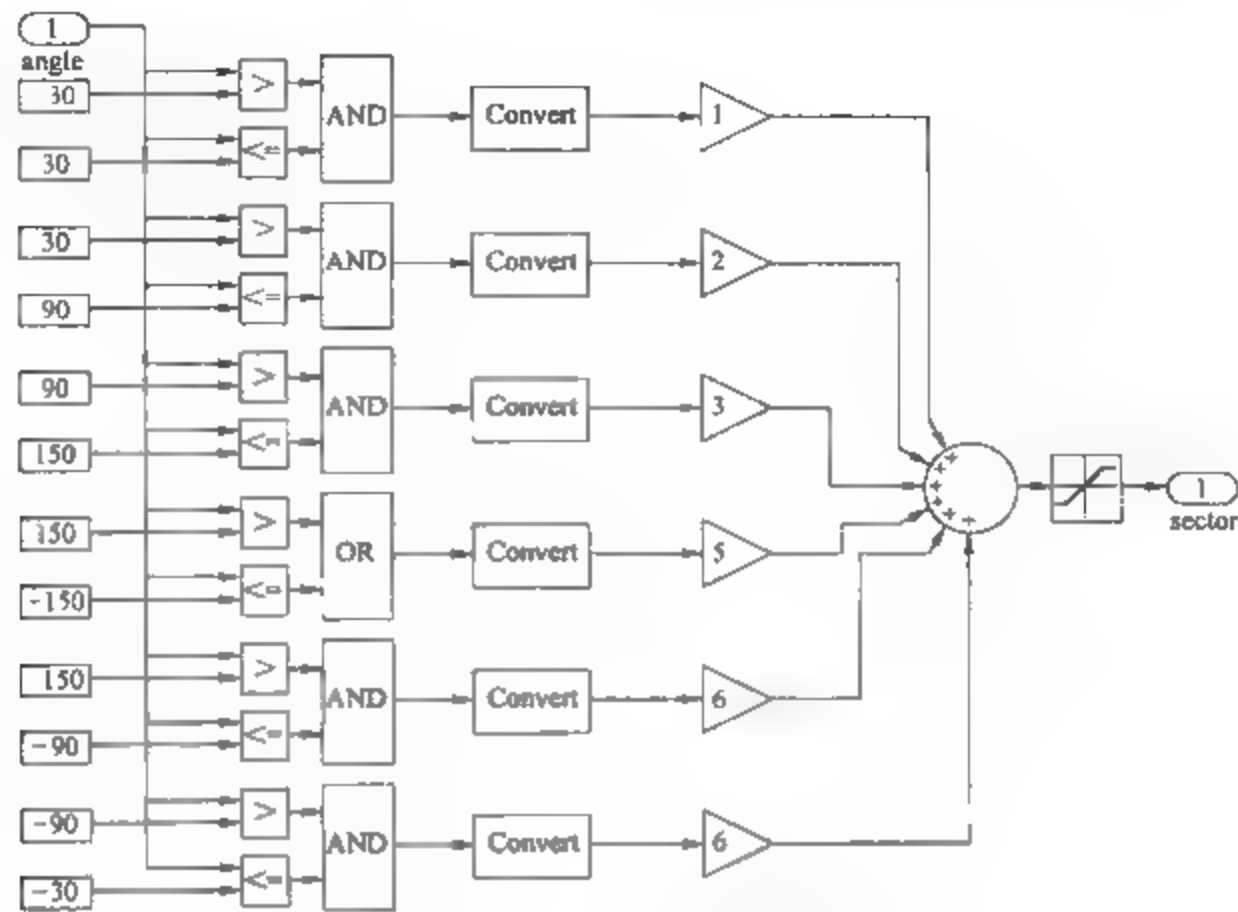 1
angle
30
>
AND
Convert
1
30
<=
30
>
AND
Convert
2
90
<=
90
>
AND
Convert
3
150
<=
150
>
OR
Convert
5
-150
<=
150
>
AND
Convert
6
-90
<=
-90
>
AND
Convert
6
-30
<=
+
+
+
+
+
+
1
sector